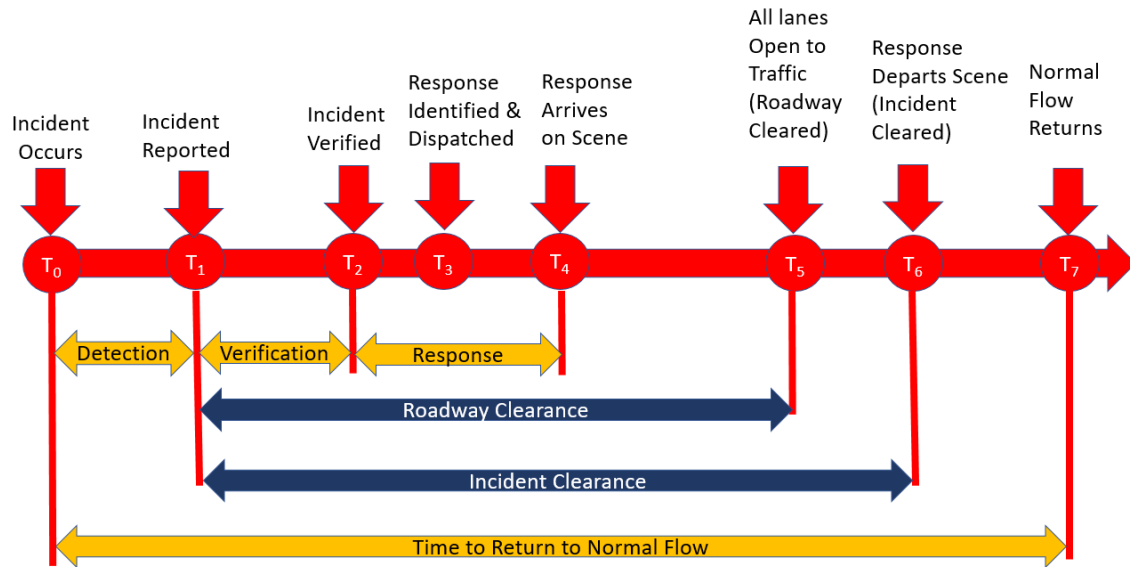 Incident
Occurs
Incident
Reported
Incident
Verified
Response
Identified &
Dispatched
Response
Arrives
on Scene
All lanes
Open to
Traffic
(Roadway
Cleared)
Response
Departs Scene
(Incident
Cleared)
Normal
Flow
Returns
T₀
T₁
T₂
T₃
T₄
T₅
T₆
T₇
Detection
Verification
Response
Roadway Clearance
Incident Clearance
Time to Return to Normal Flow